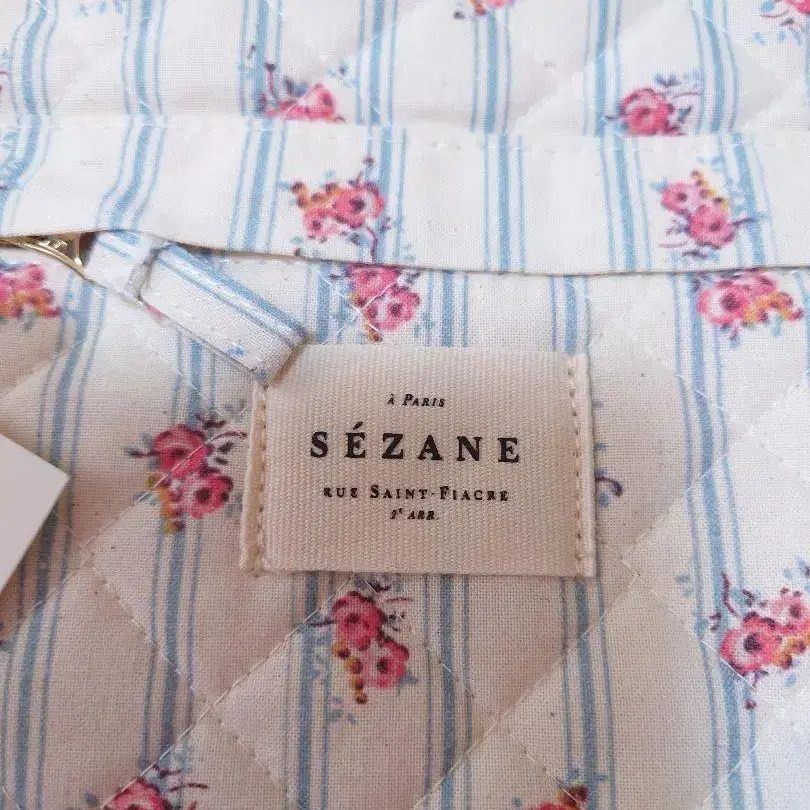 À PARIS
SÉZANE
RUE SAINT-FIACRE
2ᴱ ARR.